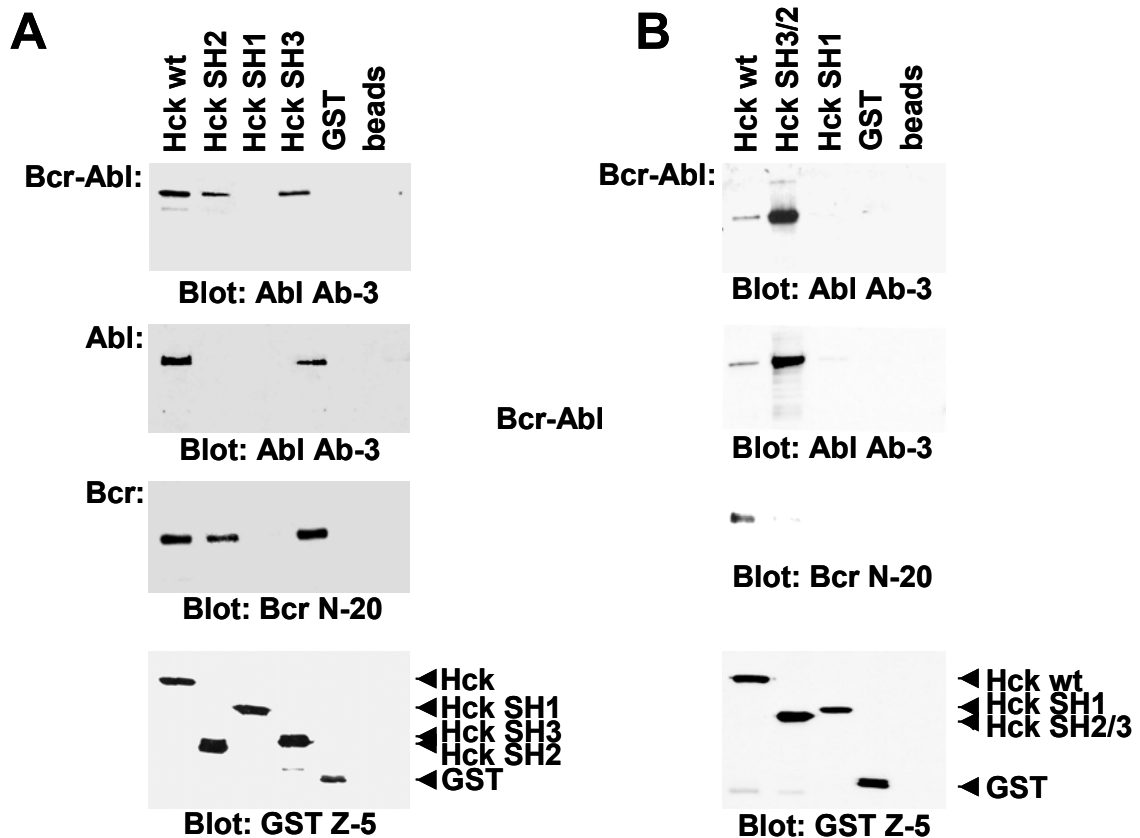 A
Hck wt
Hck SH2
Hck SH1
Hck SH3
GST
beads
Bcr-Abl:
Blot: Abl Ab-3
Abl:
Blot: Abl Ab-3
Bcr:
Blot: Bcr N-20
Hck
Hck SH1
Hck SH3
Hck SH2
GST
Blot: GST Z-5
B
Hck wt
Hck SH3/2
Hck SH1
GST
beads
Bcr-Abl:
Blot: Abl Ab-3
Bcr-Abl
Blot: Abl Ab-3
Blot: Bcr N-20
Hck wt
Hck SH1
Hck SH2/3
GST
Blot: GST Z-5